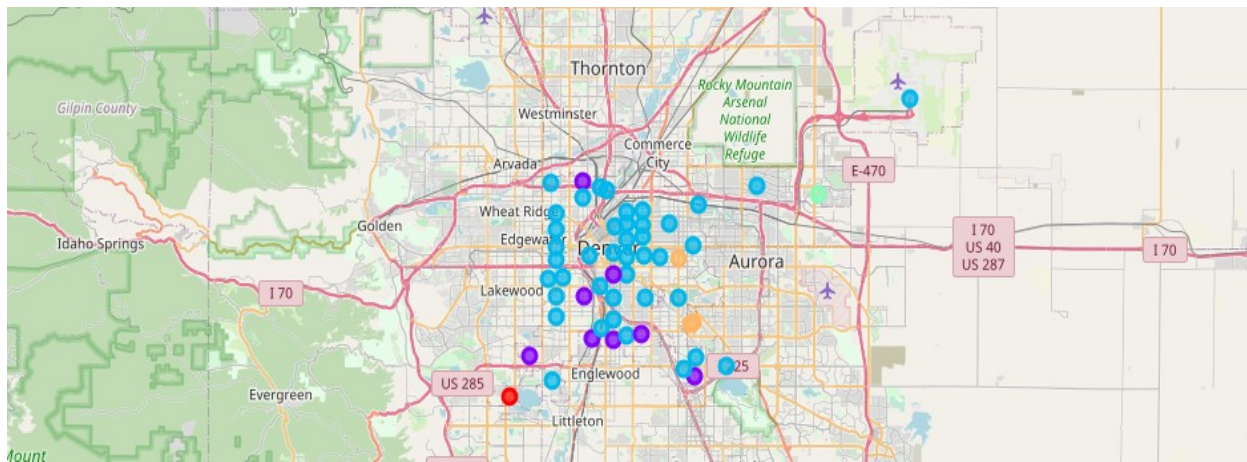 Thornton
Rocky Mountain
Arsenal
National
Wildlife
Refuge
Gilpin County
Westminster
Commerce
City
Arvada
E-470
Wheat Ridge
Golden
Idaho Springs
Edgewater
I 70
US 40
US 287
I 70
Aurora
I 70
Lakewood
25
Englewood
US 285
Evergreen
Littleton